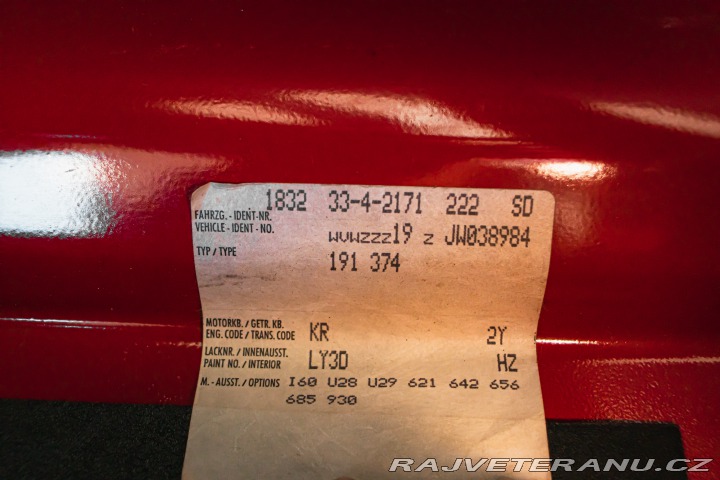 1832 33-4-2171 222 SD
FAHRZG. - IDENT-NR.
VEHICLE - IDENT - NO. WVWZZZ19 Z JW038984
TYP / TYPE 191 374
MOTORKB. / GETR. KB.
ENG. CODE / TRANS. CODE KR 2Y
LACKNR. / INNENAUSST.
PAINT NO. / INTERIOR LY3D HZ
M. - AUSST. / OPTIONS I60 U28 U29 621 642 656
685 930
RAJVETERANU.CZ